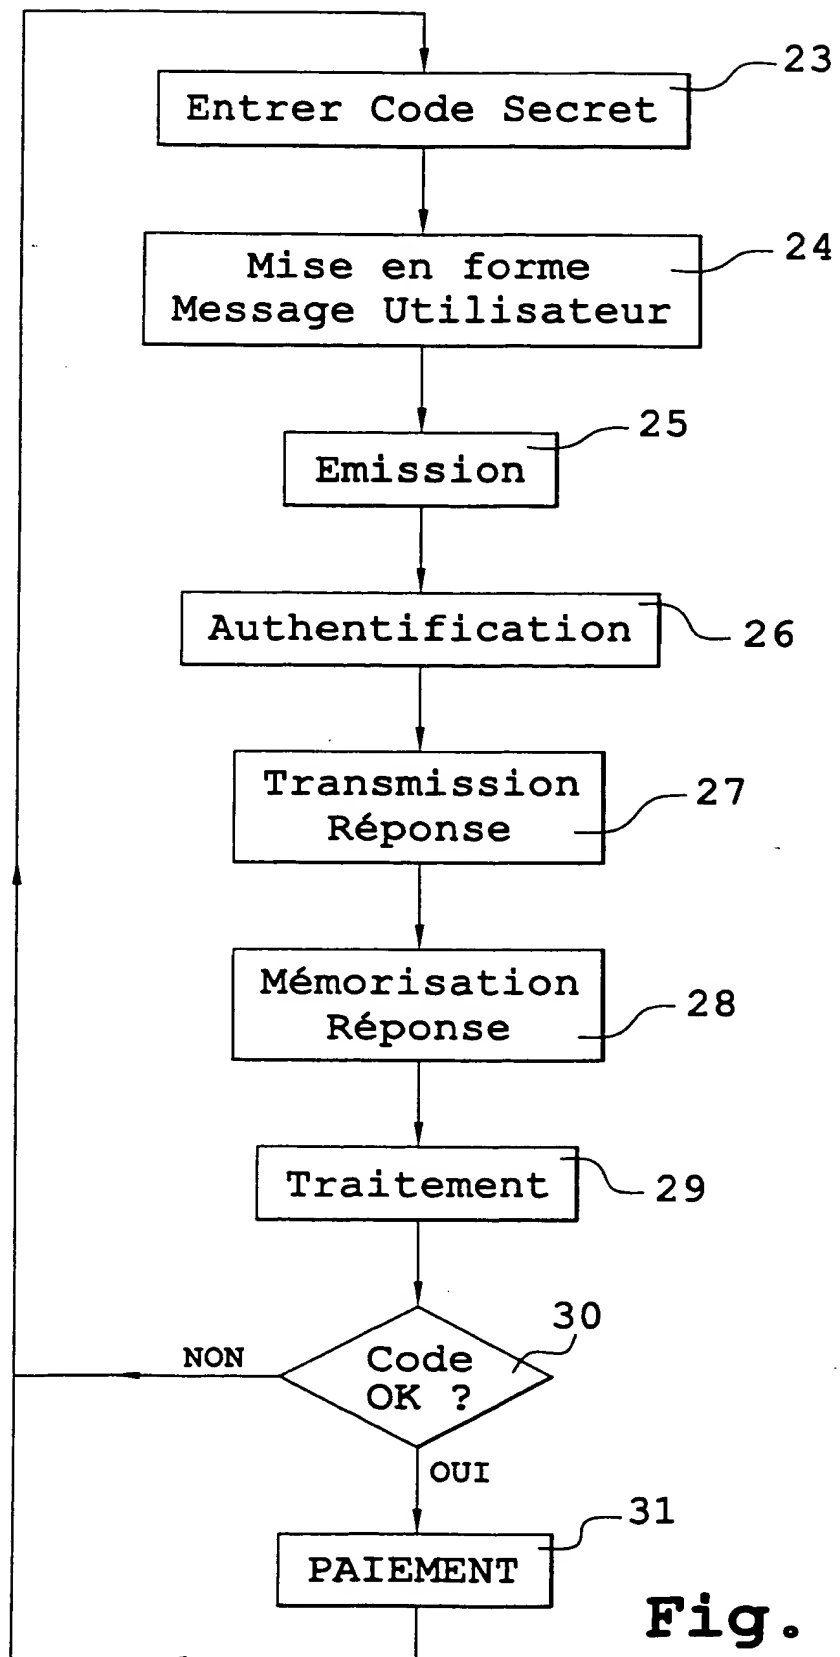 23
Entrer Code Secret
24
Mise en forme
Message Utilisateur
25
Emission
Authentification
26
Transmission
27
Réponse
Mémorisation
28
Réponse
Traitement
29
30
NON
Code
OK ?
OUI
31
PAIEMENT
Fig.